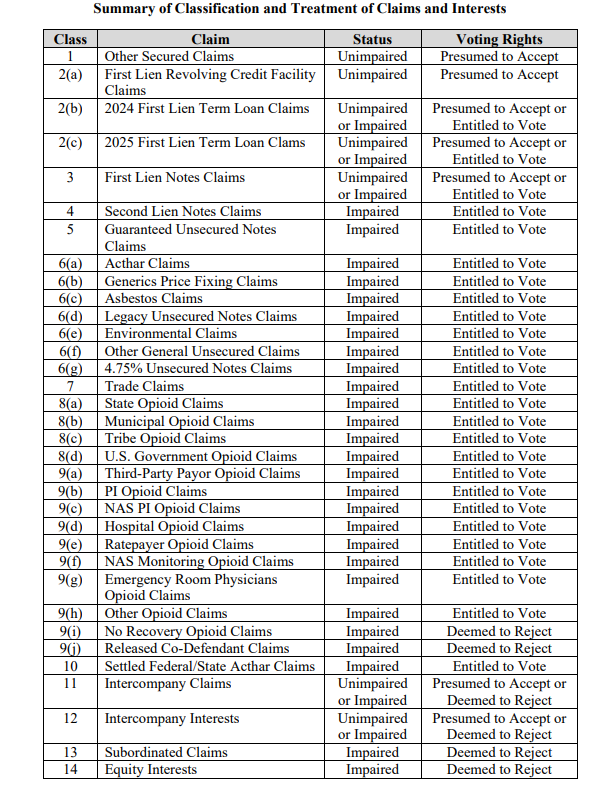 Summary of Classification and Treatment of Claims and Interests
Class Claim Status Voting Rights
1 Other Secured Claims Unimpaired Presumed to Accept
2(a) First Lien Revolving Credit Facility Unimpaired Presumed to Accept
Claims
2(b) 2024 First Lien Term Loan Claims Unimpaired Presumed to Accept or
or Impaired Entitled to Vote
2(c) 2025 First Lien Term Loan Clams Unimpaired Presumed to Accept or
or Impaired Entitled to Vote
3 First Lien Notes Claims Unimpaired Presumed to Accept or
or Impaired Entitled to Vote
4 Second Lien Notes Claims Impaired Entitled to Vote
5 Guaranteed Unsecured Notes Impaired Entitled to Vote
Claims
6(a) Acthar Claims Impaired Entitled to Vote
6(b) Generics Price Fixing Claims Impaired Entitled to Vote
6(c) Asbestos Claims Impaired Entitled to Vote
6(d) Legacy Unsecured Notes Claims Impaired Entitled to Vote
6(e) Environmental Claims Impaired Entitled to Vote
6(f) Other General Unsecured Claims Impaired Entitled to Vote
6(g) 4.75% Unsecured Notes Claims Impaired Entitled to Vote
7 Trade Claims Impaired Entitled to Vote
8(a) State Opioid Claims Impaired Entitled to Vote
8(b) Municipal Opioid Claims Impaired Entitled to Vote
8(c) Tribe Opioid Claims Impaired Entitled to Vote
8(d) U.S. Government Opioid Claims Impaired Entitled to Vote
9(a) Third-Party Payor Opioid Claims Impaired Entitled to Vote
9(b) PI Opioid Claims Impaired Entitled to Vote
9(c) NAS PI Opioid Claims Impaired Entitled to Vote
9(d) Hospital Opioid Claims Impaired Entitled to Vote
9(e) Ratepayer Opioid Claims Impaired Entitled to Vote
9(f) NAS Monitoring Opioid Claims Impaired Entitled to Vote
9(g) Emergency Room Physicians Impaired Entitled to Vote
Opioid Claims
9(h) Other Opioid Claims Impaired Entitled to Vote
9(i) No Recovery Opioid Claims Impaired Deemed to Reject
9(j) Released Co-Defendant Claims Impaired Deemed to Reject
10 Settled Federal/State Acthar Claims Impaired Entitled to Vote
11 Intercompany Claims Unimpaired Presumed to Accept or
or Impaired Deemed to Reject
12 Intercompany Interests Unimpaired Presumed to Accept or
or Impaired Deemed to Reject
13 Subordinated Claims Impaired Deemed to Reject
14 Equity Interests Impaired Deemed to Reject